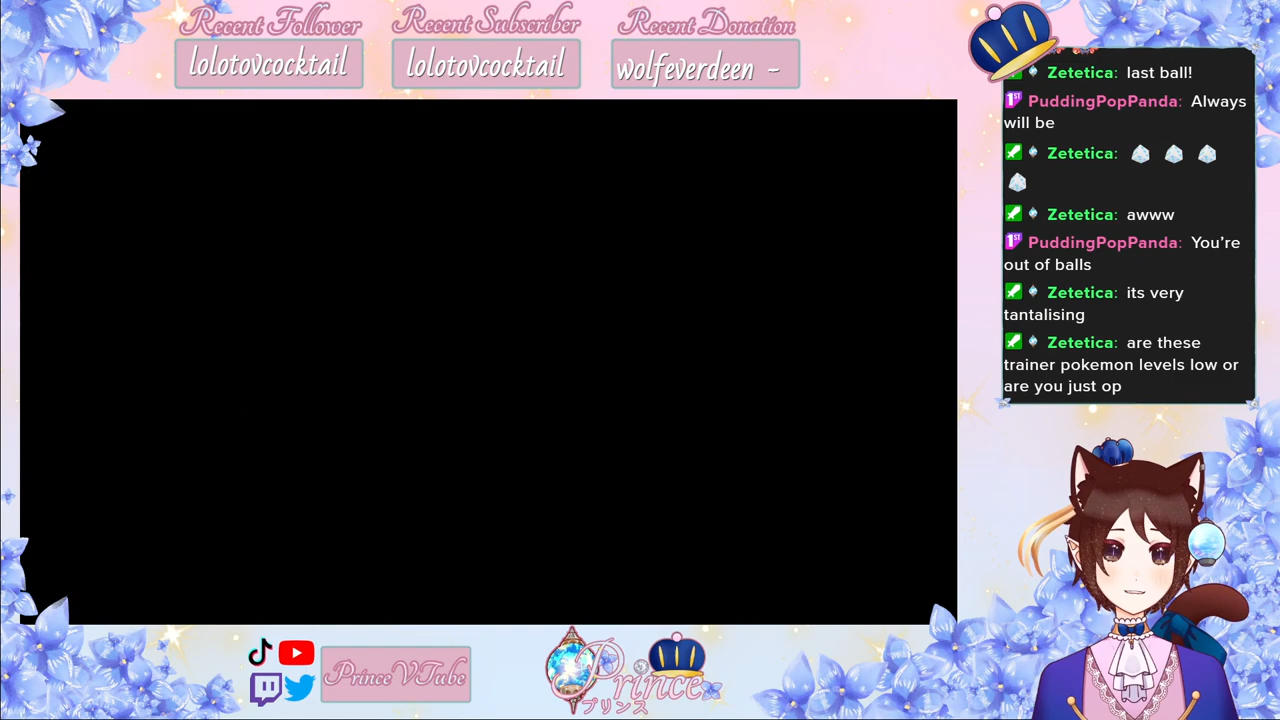 Recent Follower
Recent Subscriber
Recent Donation
lolotovcocktail
lolotovcocktail
wolfeverdeen -
Zetetica: last ball!
PuddingPopPanda: Always
will be
Zetetica:
Zetetica: awww
PuddingPopPanda: You’re
out of balls
Zetetica: its very
tantalising
Zetetica: are these
trainer pokemon levels low or
are you just op
Prince VTube
Prince
プリンス